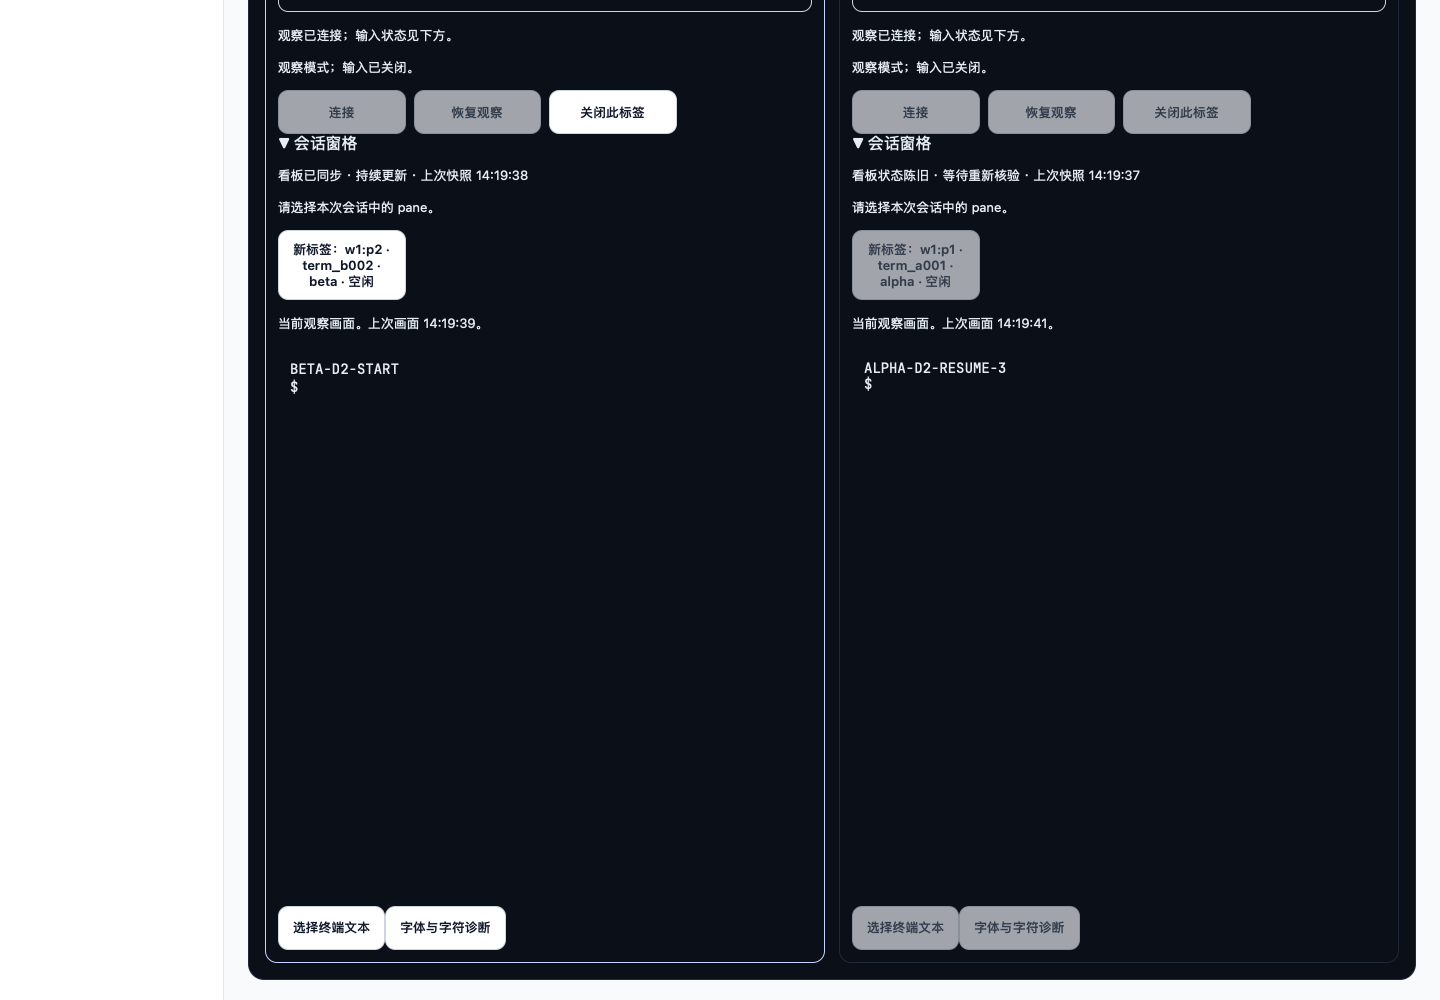 观察已连接；输入状态见下方。
观察模式；输入已关闭。
连接 恢复观察 关闭此标签
▼ 会话窗格
看板已同步 · 持续更新 · 上次快照 14:19:38
请选择本次会话中的 pane。
新标签：w1:p2 ·
term_b002 ·
beta · 空闲
当前观察画面。上次画面 14:19:39。
BETA-D2-START
$
选择终端文本 字体与字符诊断
观察已连接；输入状态见下方。
观察模式；输入已关闭。
连接 恢复观察 关闭此标签
▼ 会话窗格
看板状态陈旧 · 等待重新核验 · 上次快照 14:19:37
请选择本次会话中的 pane。
新标签：w1:p1 ·
term_a001 ·
alpha · 空闲
当前观察画面。上次画面 14:19:41。
ALPHA-D2-RESUME-3
$
选择终端文本 字体与字符诊断